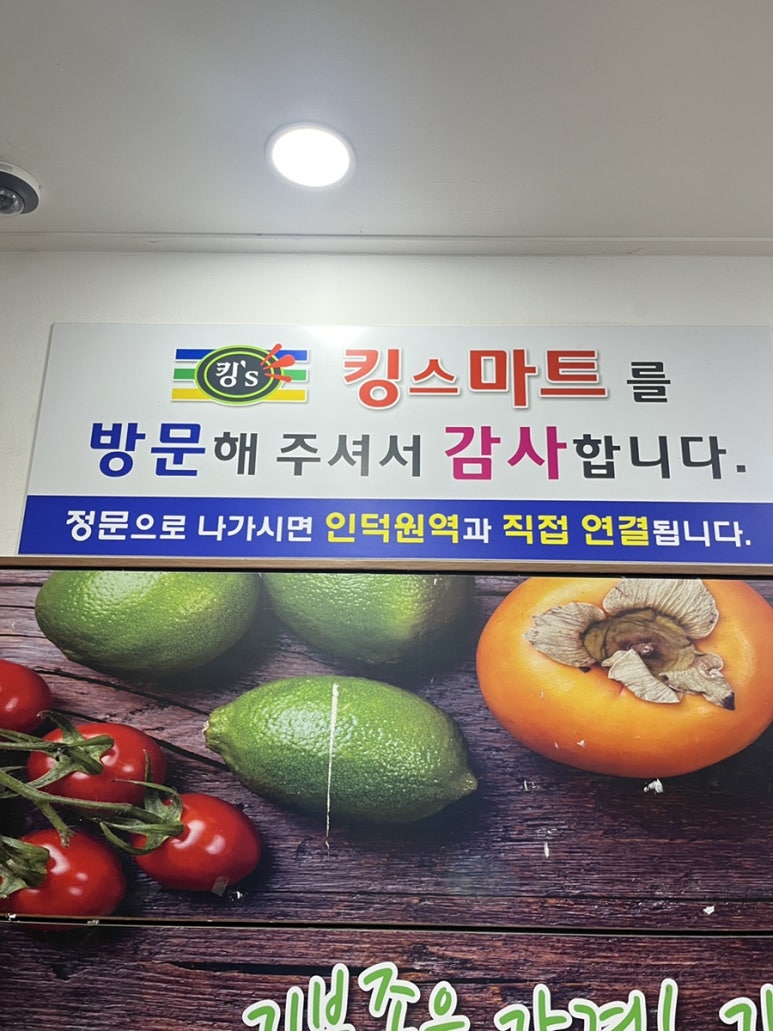 킹's 킹스마트를
방문해 주셔서 감사합니다.
정문으로 나가시면 인덕원역과 직접 연결됩니다.